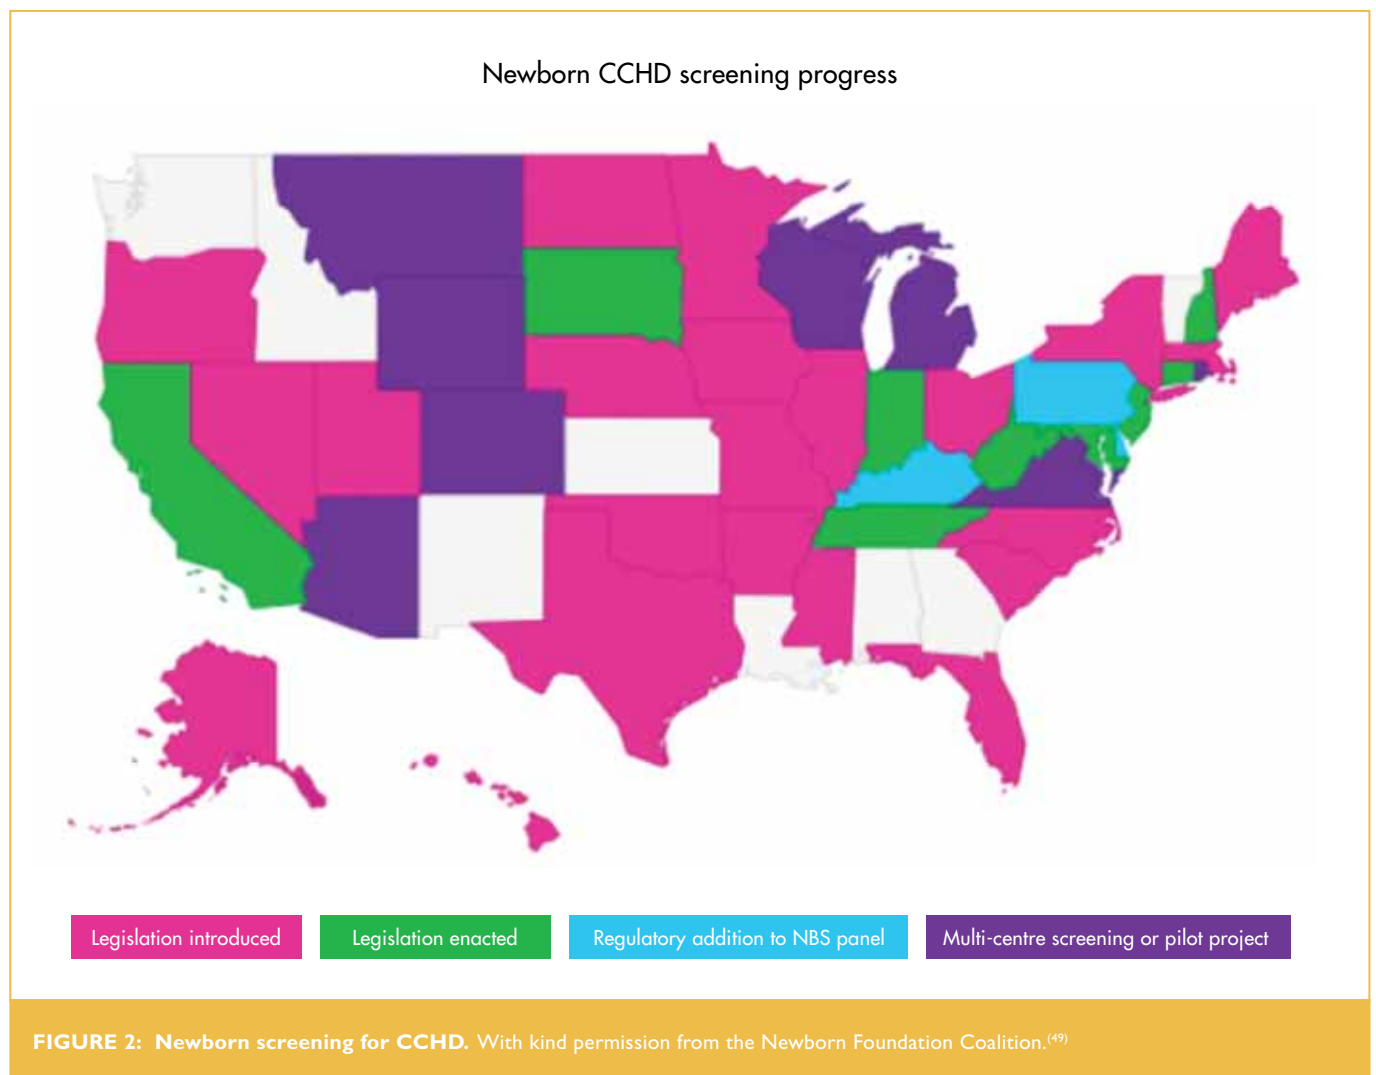 Newborn CCHD screening progress
Legislation introduced
Legislation enacted
Regulatory addition to NBS panel
Multi-centre screening or pilot project
FIGURE 2: Newborn screening for CCHD. With kind permission from the Newborn Foundation Coalition.(49)